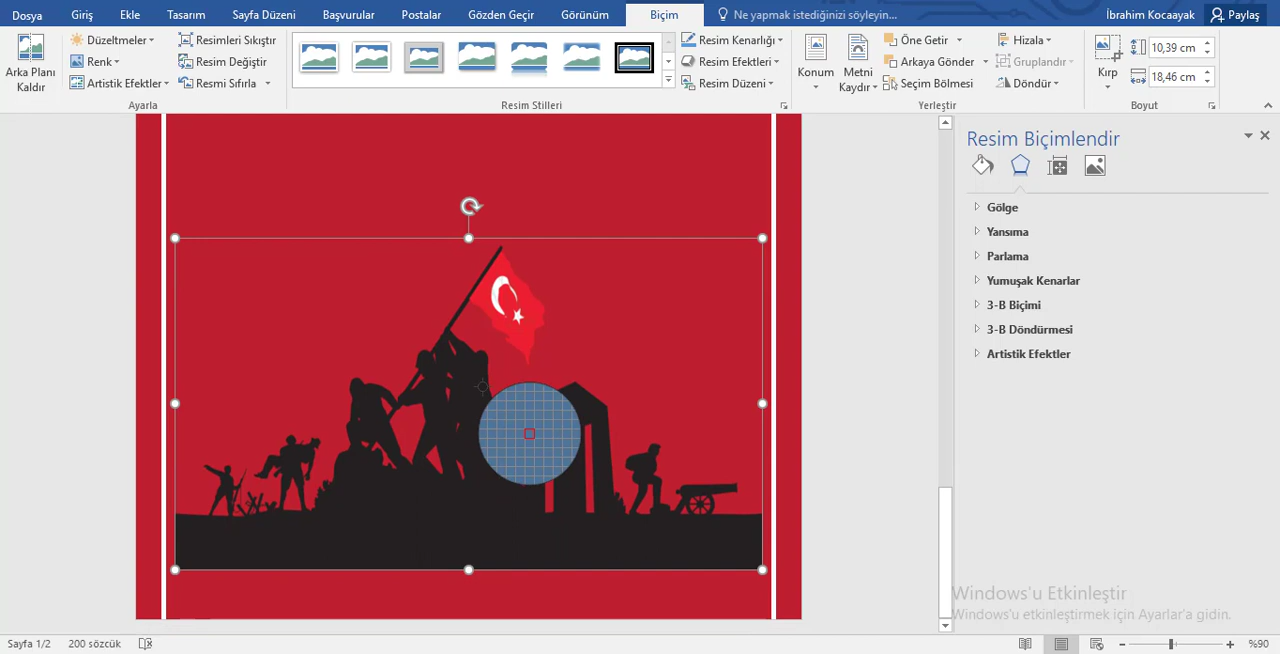 Dosya Giriş Ekle Tasarım Sayfa Düzeni Başvurular Postalar Gözden Geçir Görünüm Biçim Ne yapmak istediğinizi söyleyin... İbrahim Kocaayak Paylaş
Arka Planı Kaldır
Düzeltmeler
Renk
Artistik Efektler
Resimleri Sıkıştır
Resim Değiştir
Resmi Sıfırla
Ayarla
Resim Stilleri
Resim Kenarlığı
Resim Efektleri
Resim Düzeni
Konum
Metni Kaydır
Öne Getir
Arkaya Gönder
Seçim Bölmesi
Hizala
Gruplandır
Döndür
Yerleştir
Kırp
10,39 cm
18,46 cm
Boyut
Resim Biçimlendir
Gölge
Yansıma
Parlama
Yumuşak Kenarlar
3-B Biçimi
3-B Döndürmesi
Artistik Efektler
Windows'u Etkinleştir
Windows'u etkinleştirmek için Ayarlar'a gidin.
Sayfa 1/2 200 sözcük %90